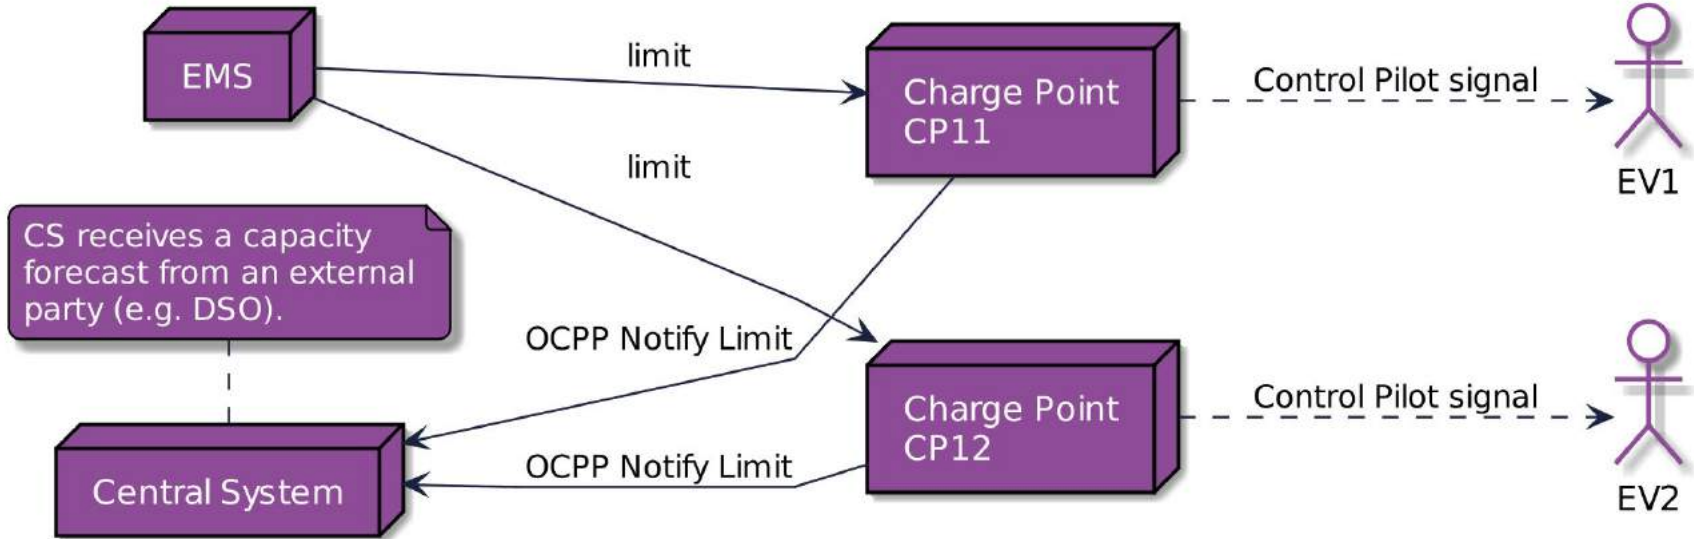 EMS
limit
Charge Point
CP11
Control Pilot signal
EV1
limit
CS receives a capacity
forecast from an external
party (e.g. DSO).
OCPP Notify Limit
Charge Point
CP12
Control Pilot signal
EV2
OCPP Notify Limit
Central System